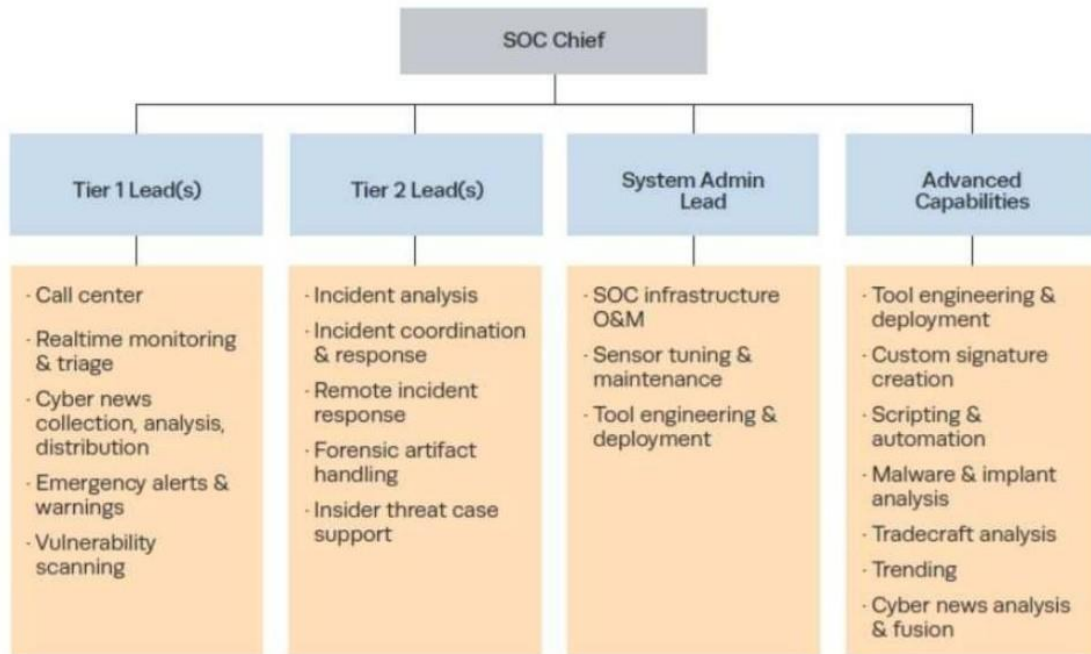 SOC Chief
Tier 1 Lead(s)
Tier 2 Lead(s)
System Admin
Lead
Advanced
Capabilities
· Call center
· Realtime monitoring
& triage
· Cyber news
collection, analysis,
distribution
· Emergency alerts &
warnings
· Vulnerability
scanning
· Incident analysis
· Incident coordination
& response
· Remote incident
response
· Forensic artifact
handling
· Insider threat case
support
· SOC infrastructure
O&M
· Sensor tuning &
maintenance
· Tool engineering &
deployment
· Tool engineering &
deployment
· Custom signature
creation
· Scripting &
automation
· Malware & implant
analysis
· Tradecraft analysis
· Trending
· Cyber news analysis
& fusion